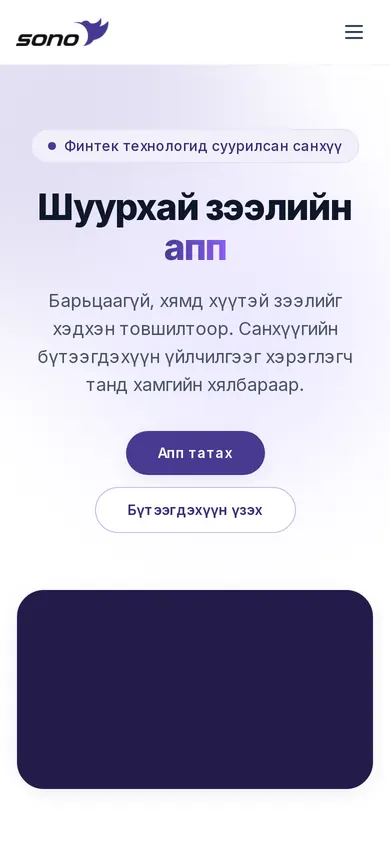 sono
Финтек технологид суурилсан санхүү
Шуурхай зээлийн
апп
Барьцаагүй, хямд хүүтэй зээлийг
хэдхэн товшилтоор. Санхүүгийн
бүтээгдэхүүн үйлчилгээг хэрэглэгч
танд хамгийн хялбараар.
Апп татах
Бүтээгдэхүүн үзэх